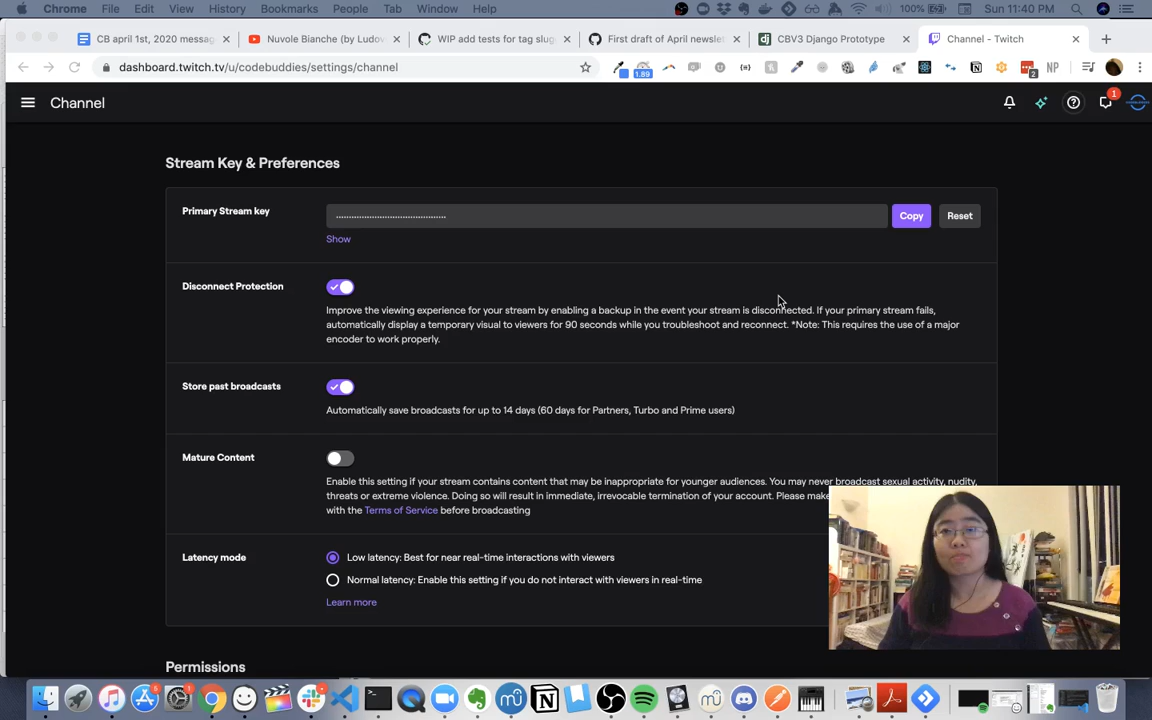 Chrome File Edit View History Bookmarks People Tab Window Help 100% Sun 11:40 PM
CB april 1st, 2020 messag Nuvole Bianche (by Ludov WIP add tests for tag slug First draft of April newslet CBV3 Django Prototype Channel - Twitch
dashboard.twitch.tv/u/codebuddies/settings/channel 1.89 2 NP
Channel 1
Stream Key & Preferences
Primary Stream key
Copy Reset
Show
Disconnect Protection
Improve the viewing experience for your stream by enabling a backup in the event your stream is disconnected. If your primary stream fails,
automatically display a temporary visual to viewers for 90 seconds while you troubleshoot and reconnect. *Note: This requires the use of a major
encoder to work properly.
Store past broadcasts
Automatically save broadcasts for up to 14 days (60 days for Partners, Turbo and Prime users)
Mature Content
Enable this setting if your stream contains content that may be inappropriate for younger audiences. You may never broadcast sexual activity, nudity,
threats or extreme violence. Doing so will result in immediate, irrevocable termination of your account. Please make
with the Terms of Service before broadcasting
Latency mode
Low latency: Best for near real-time interactions with viewers
Normal latency: Enable this setting if you do not interact with viewers in real-time
Learn more
Permissions